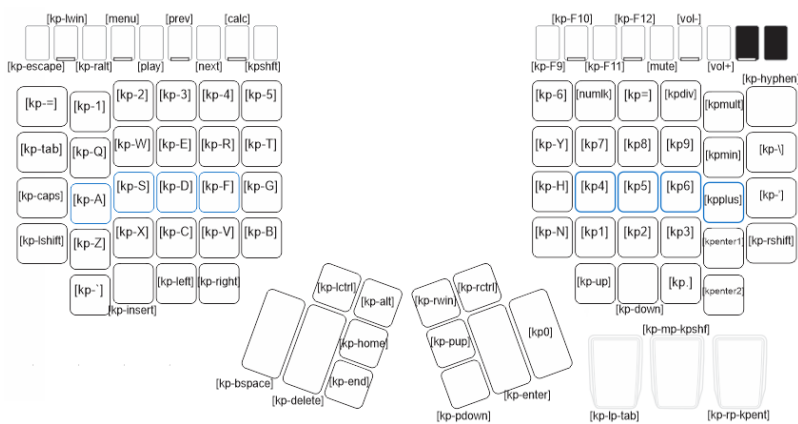 [kp-lwin] [menu] [prev] [calc] [kp-F10] [kp-F12] [vol-]
[kp-escape] [kp-ralt] [play] [next] [kpshft] [kp-F9] [kp-F11] [mute] [vol+]
[kp-hyphen]
[kp-=] [kp-1] [kp-2] [kp-3] [kp-4] [kp-5] [kp-6] [numlk] [kp=] [kpdiv] [kpmult]
[kp-tab] [kp-Q] [kp-W] [kp-E] [kp-R] [kp-T] [kp-Y] [kp7] [kp8] [kp9] [kpmin] [kp-\]
[kp-caps] [kp-A] [kp-S] [kp-D] [kp-F] [kp-G] [kp-H] [kp4] [kp5] [kp6] [kpplus] [kp-']
[kp-lshift] [kp-Z] [kp-X] [kp-C] [kp-V] [kp-B] [kp-N] [kp1] [kp2] [kp3] [kpenter1] [kp-rshift]
[kp-`] [kp-insert] [kp-left] [kp-right] [kp-up] [kp-down] [kp.] [kpenter2]
[kp-lctrl] [kp-alt] [kp-rwin] [kp-rctrl]
[kp-home] [kp-pup] [kp0] [kp-mp-kpshf]
[kp-bspace] [kp-delete] [kp-end] [kp-pdown] [kp-enter] [kp-lp-tab] [kp-rp-kpent]